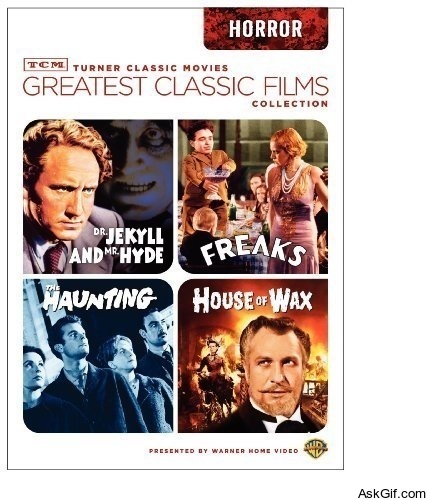 HORROR
TCM TURNER CLASSIC MOVIES
GREATEST CLASSIC FILMS
COLLECTION
DR. JEKYLL
AND MR. HYDE
FREAKS
THE
HAUNTING
HOUSE OF WAX
PRESENTED BY WARNER HOME VIDEO WB
AskGif.com